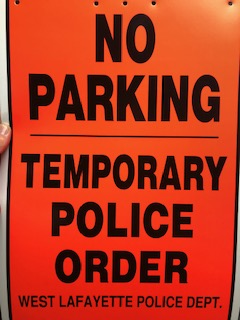 NO
PARKING
TEMPORARY
POLICE
ORDER
WEST LAFAYETTE POLICE DEPT.